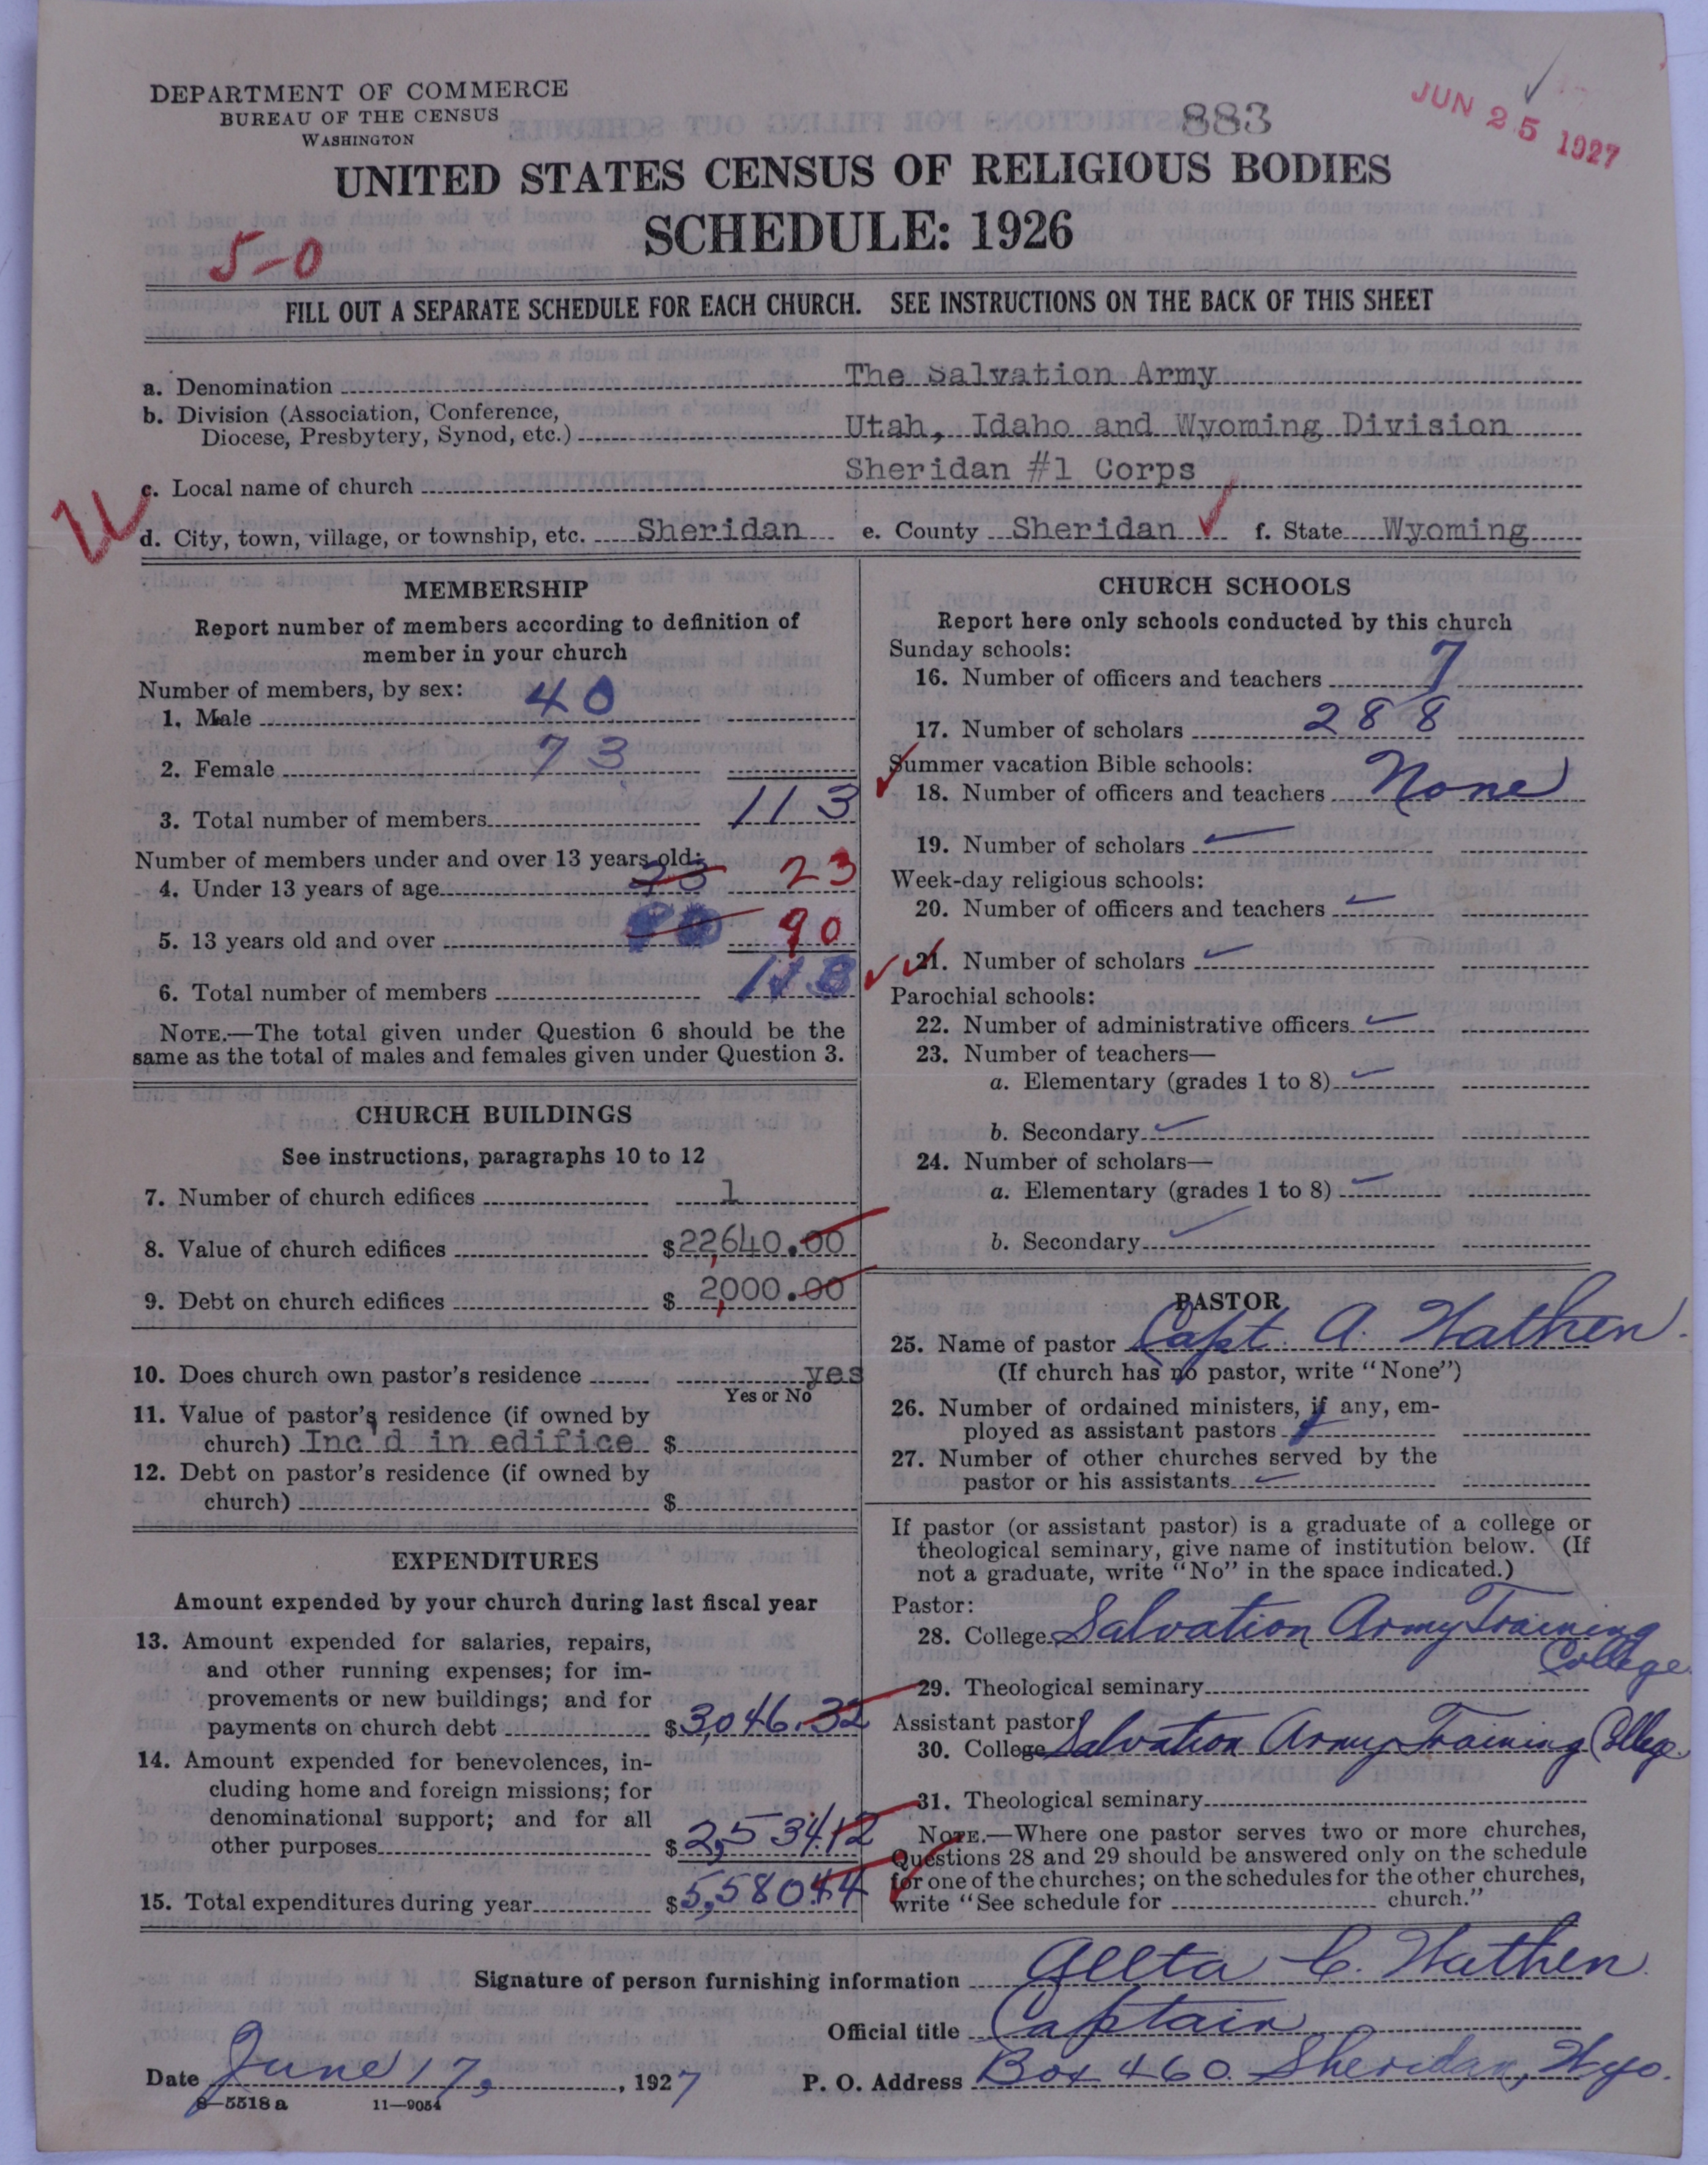 DEPARTMENT OF COMMERCE
BUREAU OF THE CENSUS
WASHINGTON
883
JUN 25 1927
UNITED STATES CENSUS OF RELIGIOUS BODIES
SCHEDULE: 1926
5-0
FILL OUT A SEPARATE SCHEDULE FOR EACH CHURCH. SEE INSTRUCTIONS ON THE BACK OF THIS SHEET
a. Denomination The Salvation Army
b. Division (Association, Conference,
Diocese, Presbytery, Synod, etc.) Utah, Idaho and Wyoming Division
c. Local name of church Sheridan #1 Corps
d. City, town, village, or township, etc. Sheridan e. County Sheridan f. State Wyoming
MEMBERSHIP
Report number of members according to definition of
member in your church
Number of members, by sex:
1. Male 40
2. Female 73
3. Total number of members 113
Number of members under and over 13 years old:
4. Under 13 years of age 23 23
5. 13 years old and over 90
6. Total number of members 113
NOTE.—The total given under Question 6 should be the
same as the total of males and females given under Question 3.
CHURCH BUILDINGS
See instructions, paragraphs 10 to 12
7. Number of church edifices 1
8. Value of church edifices $22,640.00
9. Debt on church edifices $ 2,000.00
10. Does church own pastor's residence yes
Yes or No
11. Value of pastor's residence (if owned by
church) Inc'd in edifice $
12. Debt on pastor's residence (if owned by
church) $
EXPENDITURES
Amount expended by your church during last fiscal year
13. Amount expended for salaries, repairs,
and other running expenses; for im-
provements or new buildings; and for
payments on church debt $3,046.32
14. Amount expended for benevolences, in-
cluding home and foreign missions; for
denominational support; and for all
other purposes $2,534.12
15. Total expenditures during year $5,580.44
CHURCH SCHOOLS
Report here only schools conducted by this church
Sunday schools:
16. Number of officers and teachers 7
17. Number of scholars 288
Summer vacation Bible schools:
18. Number of officers and teachers None
19. Number of scholars
Week-day religious schools:
20. Number of officers and teachers
21. Number of scholars
Parochial schools:
22. Number of administrative officers
23. Number of teachers—
a. Elementary (grades 1 to 8)
b. Secondary
24. Number of scholars—
a. Elementary (grades 1 to 8)
b. Secondary
PASTOR
25. Name of pastor Capt. A. Wathen.
(If church has no pastor, write "None")
26. Number of ordained ministers, if any, em-
ployed as assistant pastors 1
27. Number of other churches served by the
pastor or his assistants
If pastor (or assistant pastor) is a graduate of a college or
theological seminary, give name of institution below. (If
not a graduate, write "No" in the space indicated.)
Pastor:
28. College Salvation Army Training
College
29. Theological seminary
Assistant pastor:
30. College Salvation Army Training College.
31. Theological seminary
NOTE.—Where one pastor serves two or more churches,
Questions 28 and 29 should be answered only on the schedule
for one of the churches; on the schedules for the other churches,
write "See schedule for church."
Signature of person furnishing information C. Wathen
Official title Captain
Date June 17, , 1927 P. O. Address Box 460. Sheridan, Wyo.
8—5518a 11—9054